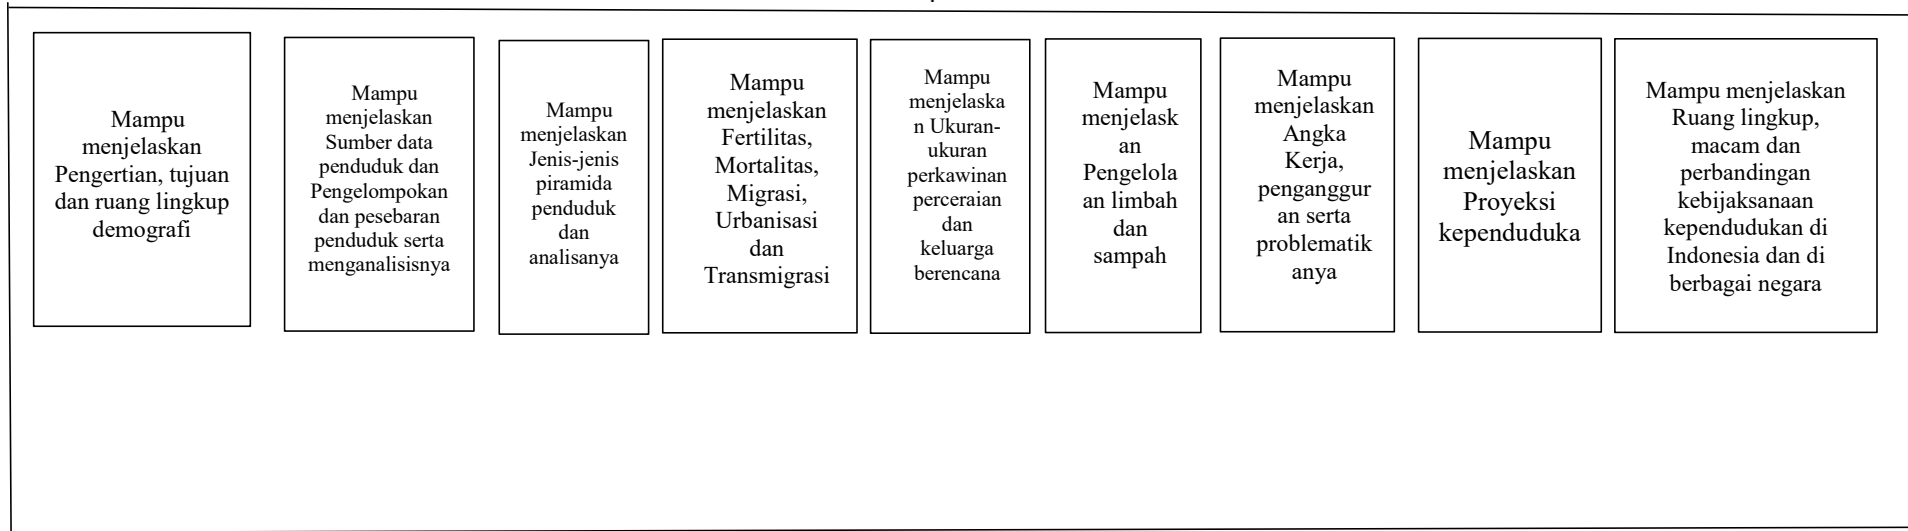 Mampu
menjelaskan
Pengertian, tujuan
dan ruang lingkup
demografi
Mampu
menjelaskan
Sumber data
penduduk dan
Pengelompokan
dan pesebaran
penduduk serta
menganalisisnya
Mampu
menjelaskan
Jenis-jenis
piramida
penduduk
dan
analisanya
Mampu
menjelaskan
Fertilitas,
Mortalitas,
Migrasi,
Urbanisasi
dan
Transmigrasi
Mampu
menjelaska
n Ukuran-
ukuran
perkawinan
perceraian
dan
keluarga
berencana
Mampu
menjelask
an
Pengelola
an limbah
dan
sampah
Mampu
menjelaskan
Angka
Kerja,
penganggur
an serta
problematik
anya
Mampu
menjelaskan
Proyeksi
kependuduka
Mampu menjelaskan
Ruang lingkup,
macam dan
perbandingan
kebijaksanaan
kependudukan di
Indonesia dan di
berbagai negara